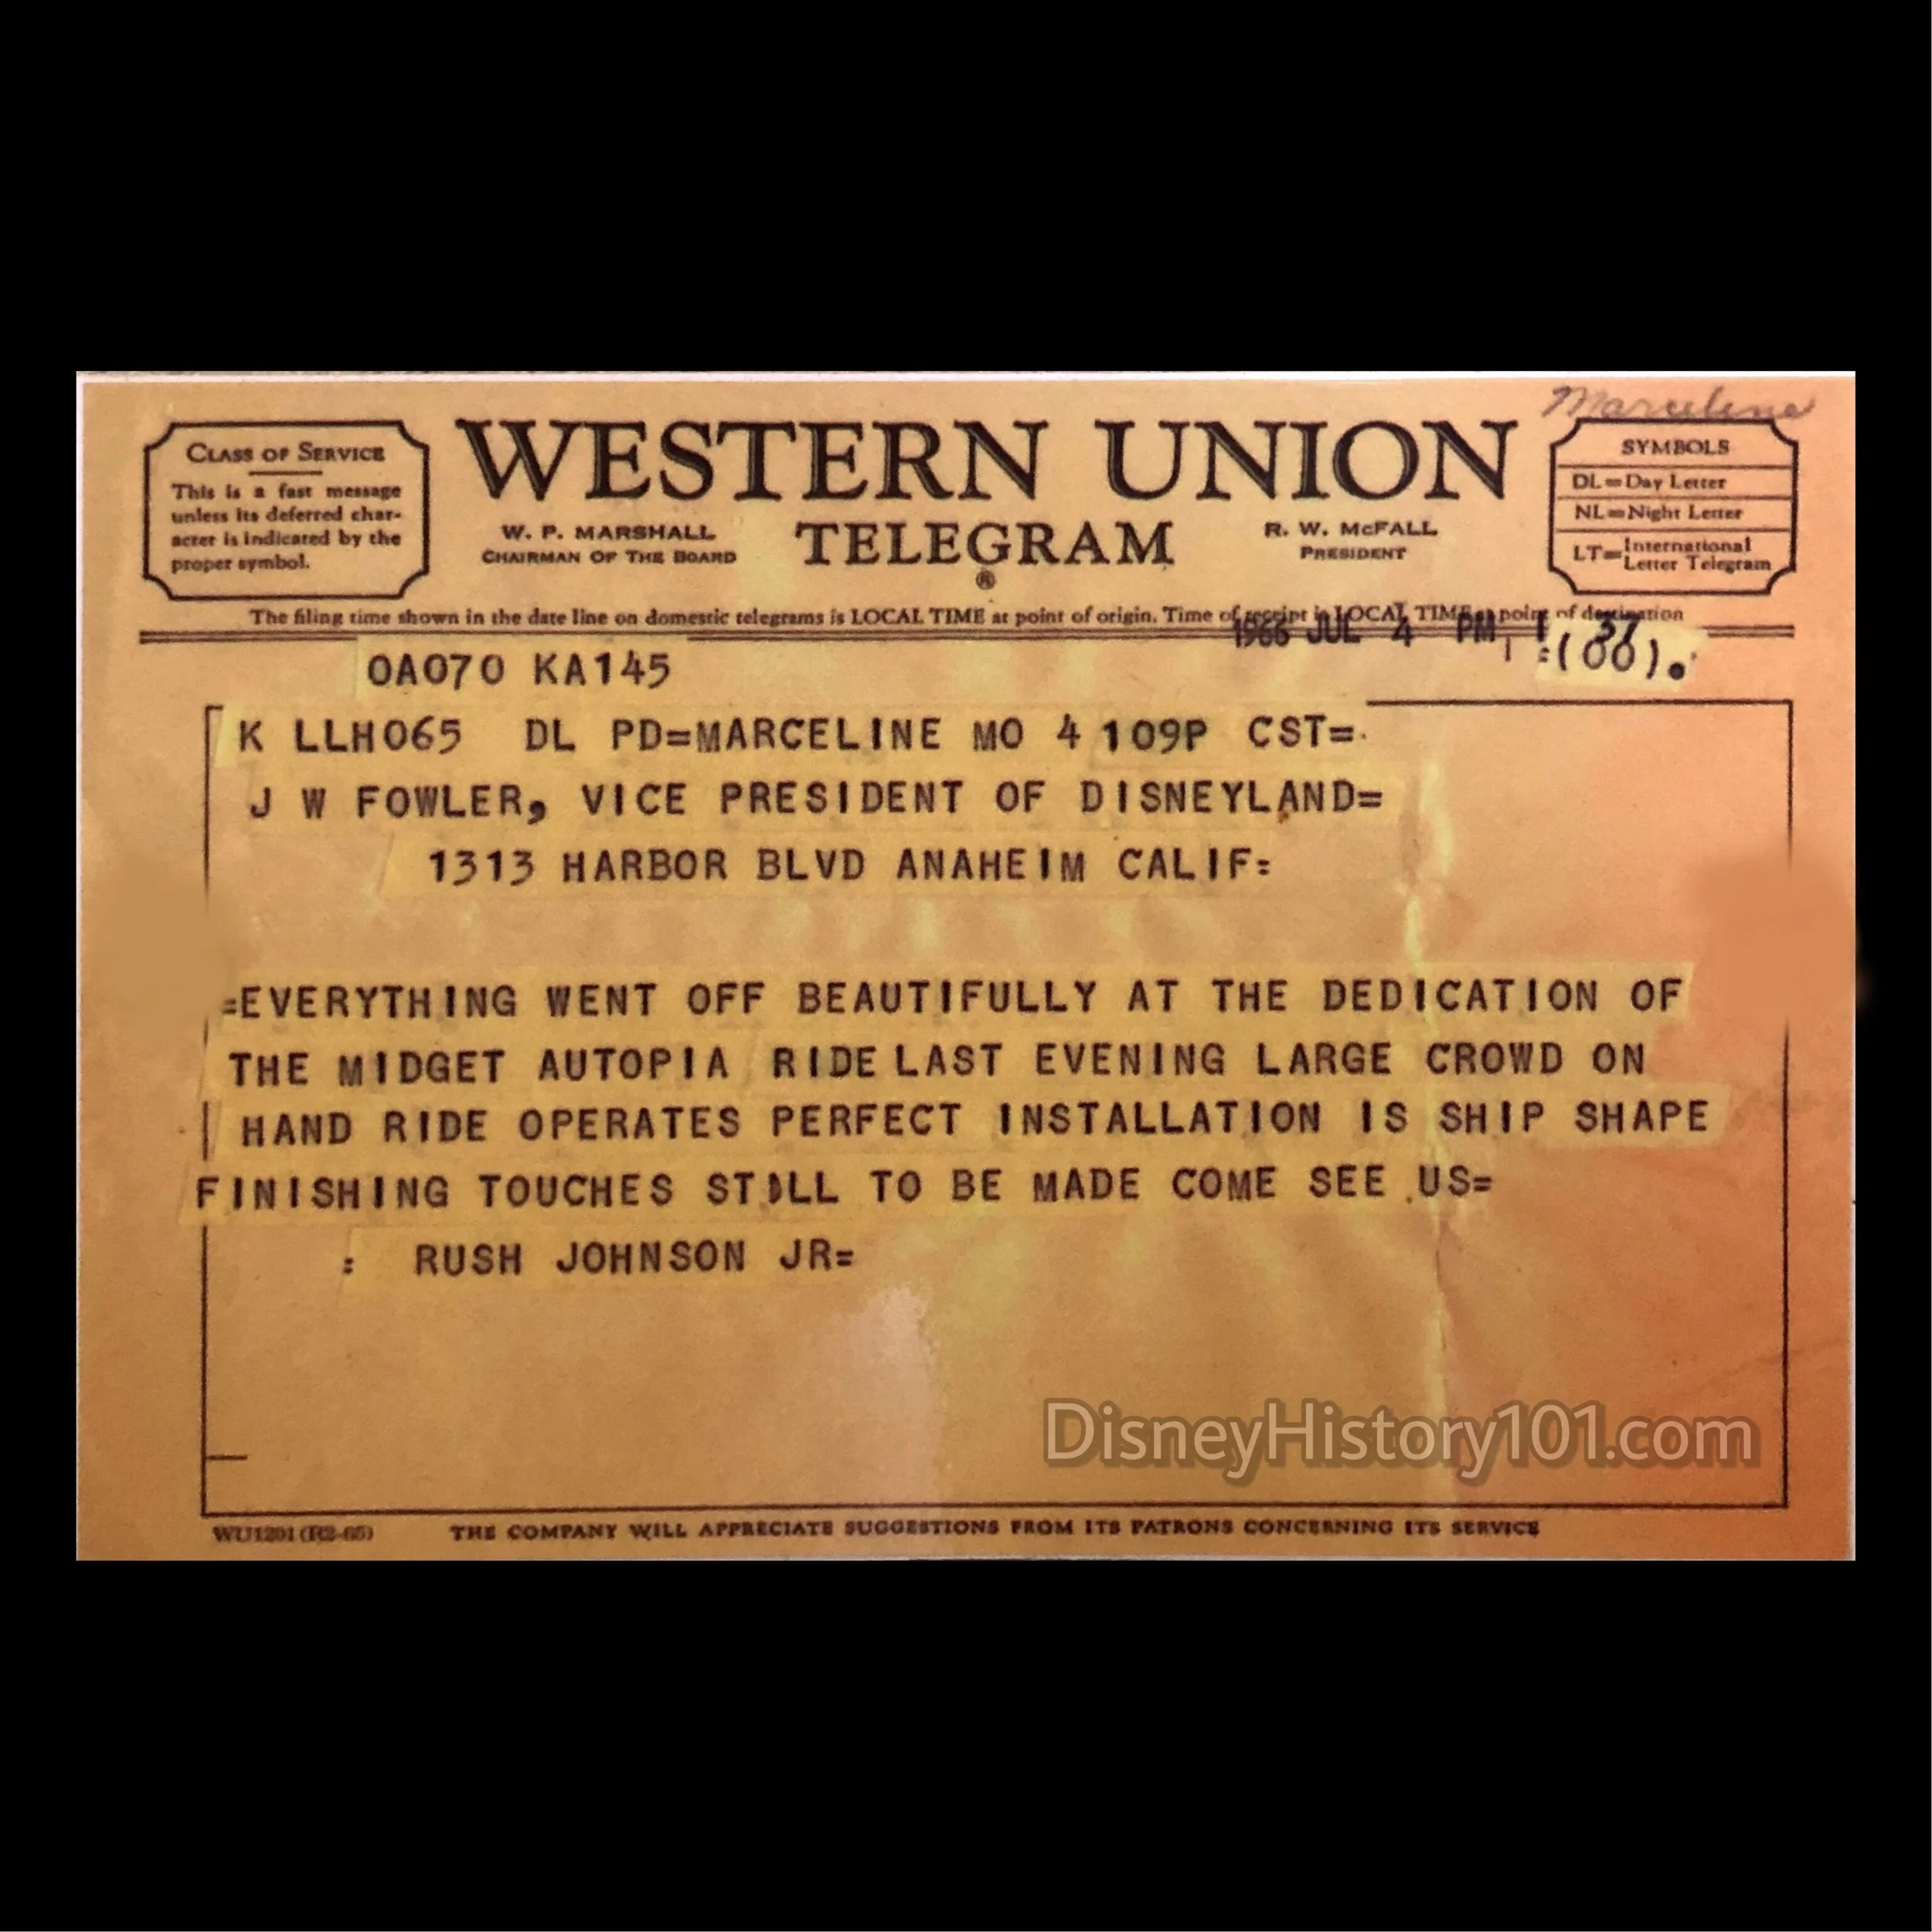 Marceline
CLASS OF SERVICE
This is a fast message
unless its deferred char-
acter is indicated by the
proper symbol.
WESTERN UNION
TELEGRAM
®
W. P. MARSHALL
CHAIRMAN OF THE BOARD
R. W. McFALL
PRESIDENT
SYMBOLS
DL=Day Letter
NL=Night Letter
LT=International Letter Telegram
The filing time shown in the date line on domestic telegrams is LOCAL TIME at point of origin. Time of receipt is LOCAL TIME at point of destination
1966 JUL 4 PM 1 37
OA070 KA145
K LLH065 DL PD=MARCELINE MO 4 109P CST=
J W FOWLER, VICE PRESIDENT OF DISNEYLAND=
1313 HARBOR BLVD ANAHEIM CALIF=
=EVERYTHING WENT OFF BEAUTIFULLY AT THE DEDICATION OF
THE MIDGET AUTOPIA RIDE LAST EVENING LARGE CROWD ON
HAND RIDE OPERATES PERFECT INSTALLATION IS SHIP SHAPE
FINISHING TOUCHES STILL TO BE MADE COME SEE US=
: RUSH JOHNSON JR=
DisneyHistory101.com
WU1201 (R2-65)
THE COMPANY WILL APPRECIATE SUGGESTIONS FROM ITS PATRONS CONCERNING ITS SERVICE